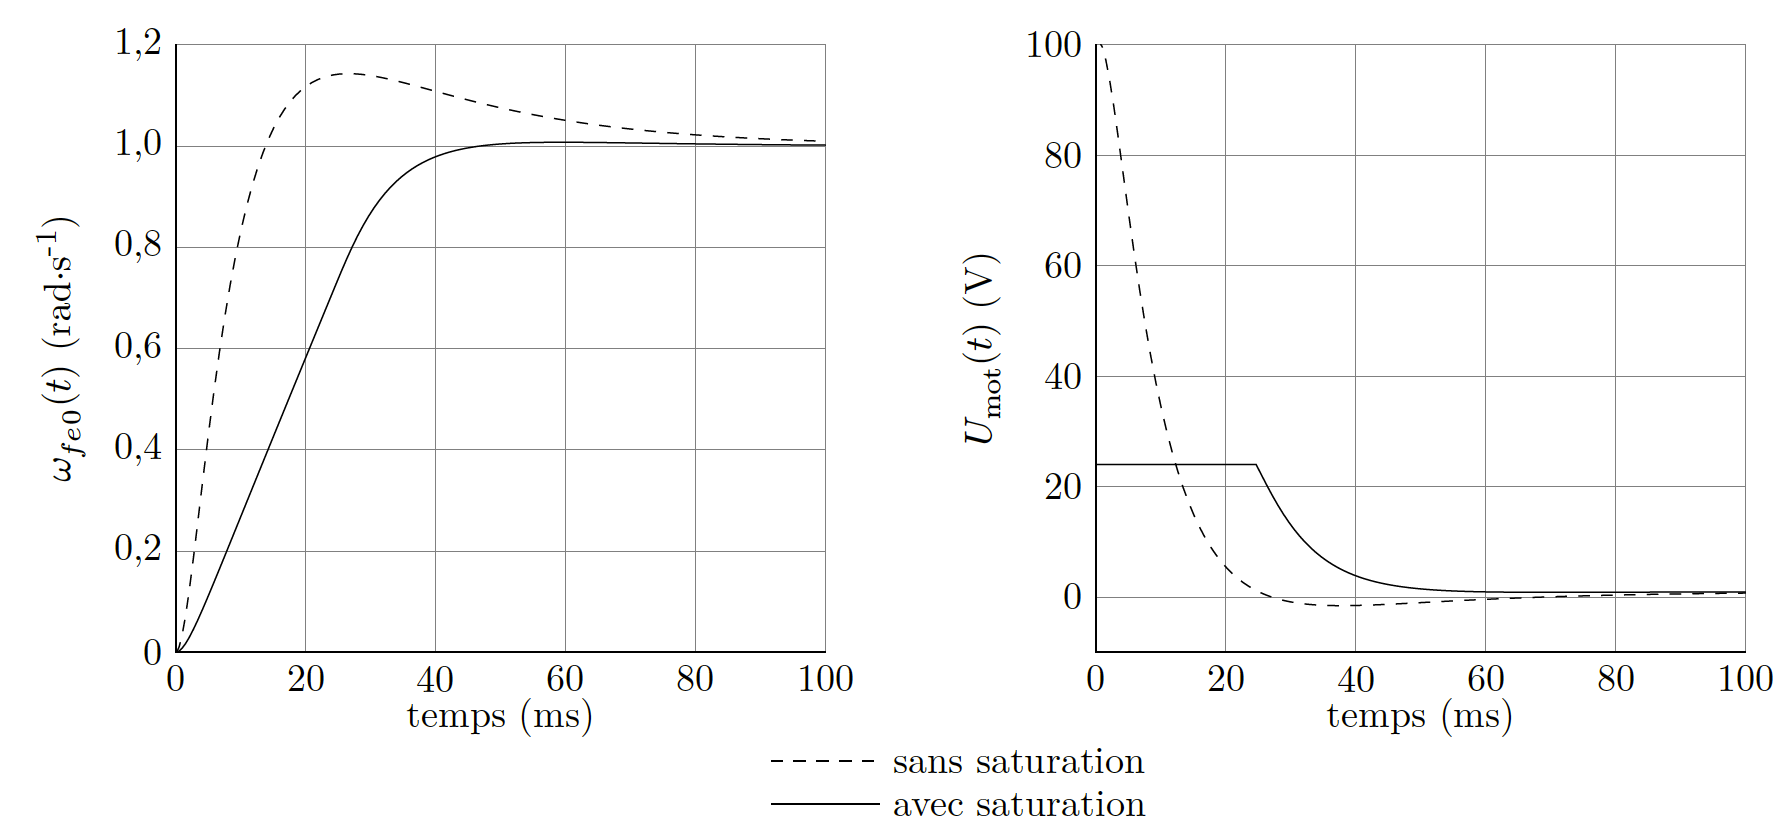 1,2
1,0
0,8
0,6
0,4
0,2
0
0 20 40 60 80 100
temps (ms)
ω_fe0(t) (rad·s^-1)
100
80
60
40
20
0
0 20 40 60 80 100
temps (ms)
U_mot(t) (V)
sans saturation
avec saturation